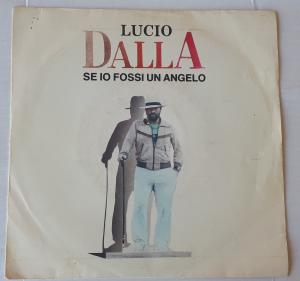 LUCIO
DALLA
SE IO FOSSI UN ANGELO